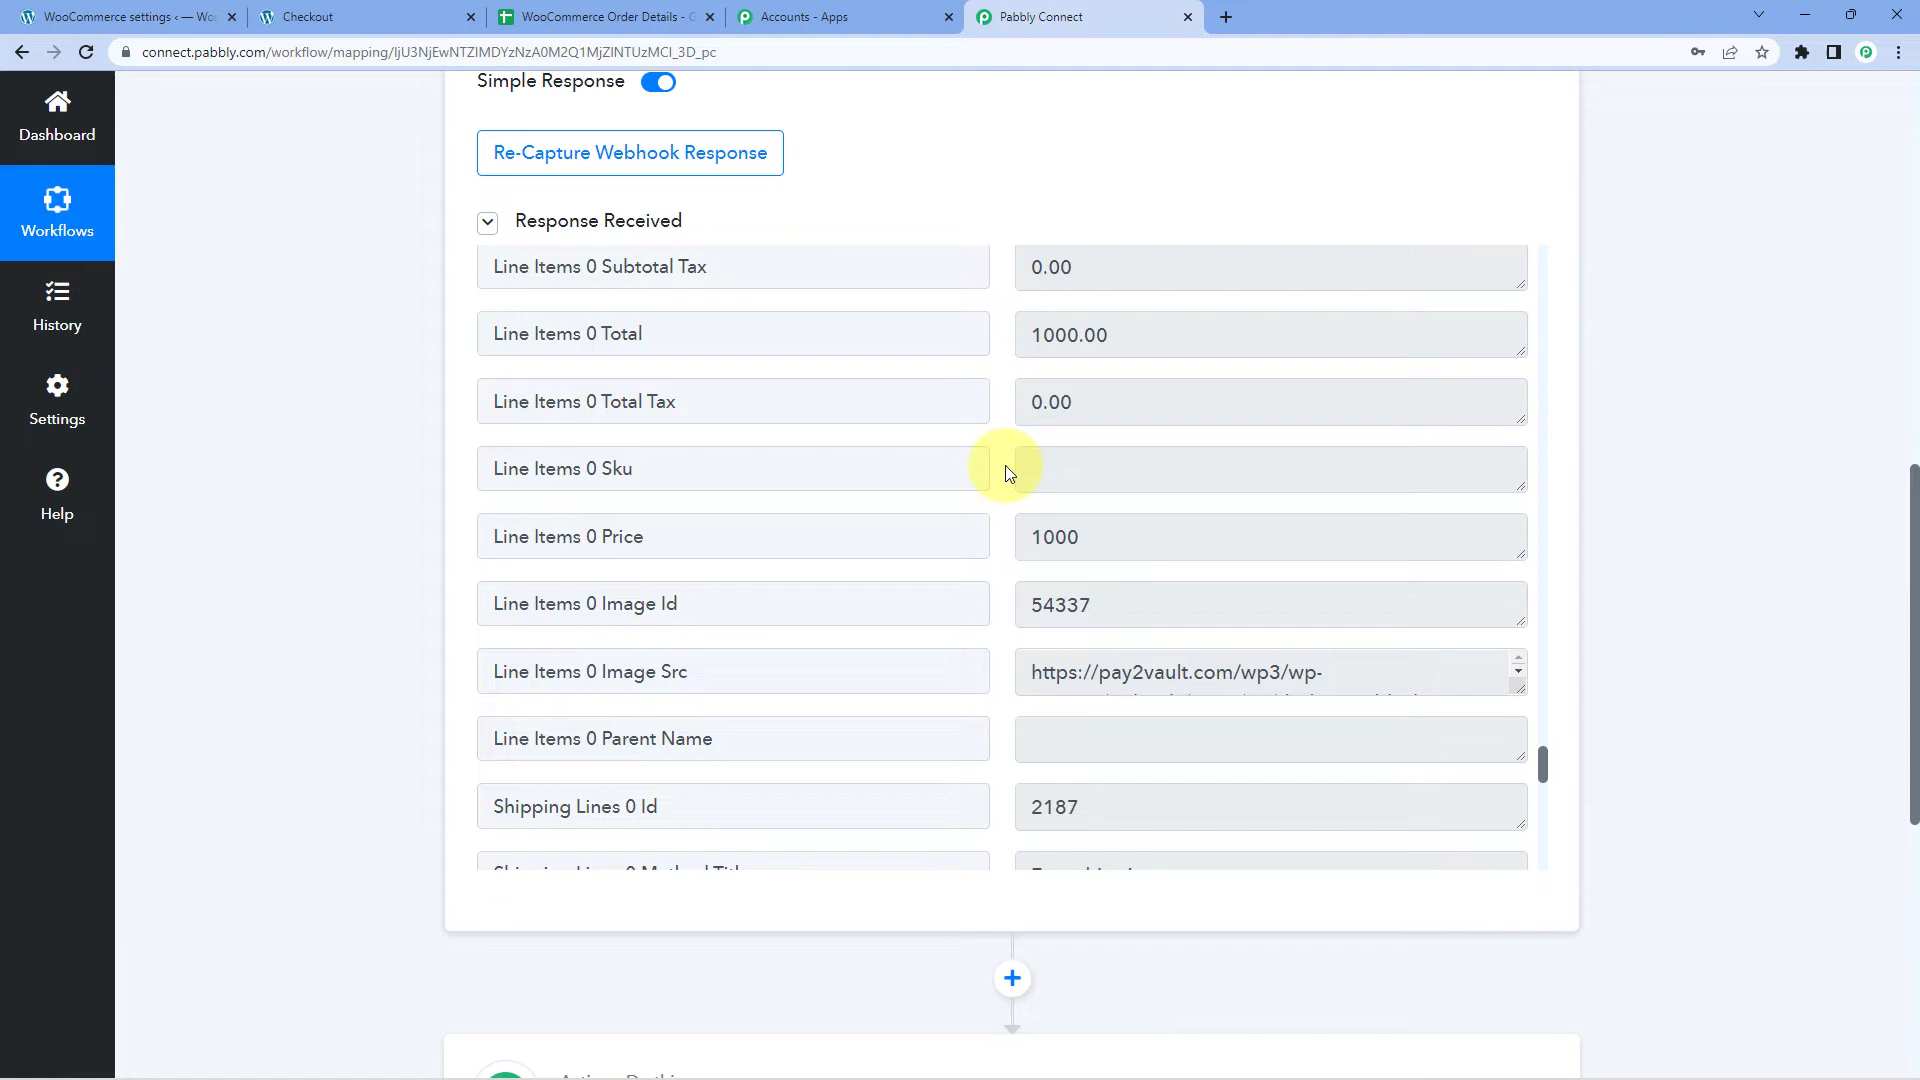 WooCommerce settings ‹ — Wor
Checkout
WooCommerce Order Details - G
Accounts - Apps
Pabbly Connect
connect.pabbly.com/workflow/mapping/IjU3NjEwNTZlMDYzNzA0M2Q1MjZlNTUzMCI_3D_pc
Dashboard
Workflows
History
Settings
Help
Simple Response
Re-Capture Webhook Response
Response Received
Line Items 0 Subtotal Tax
0.00
Line Items 0 Total
1000.00
Line Items 0 Total Tax
0.00
Line Items 0 Sku
Line Items 0 Price
1000
Line Items 0 Image Id
54337
Line Items 0 Image Src
https://pay2vault.com/wp3/wp-
Line Items 0 Parent Name
Shipping Lines 0 Id
2187